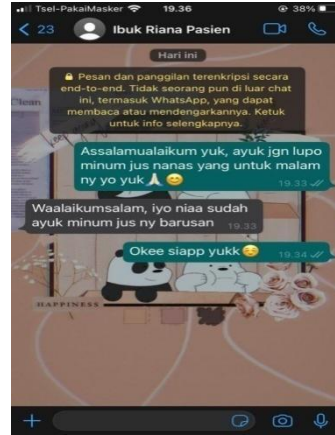 Tsel-PakaiMasker 19.36 38%
23 Ibuk Riana Pasien
Hari ini
Pesan dan panggilan terenkripsi secara
end-to-end. Tidak seorang pun di luar chat
ini, termasuk WhatsApp, yang dapat
membaca atau mendengarkannya. Ketuk
untuk info selengkapnya.
Clean
Assalamualaikum yuk, ayuk jgn lupo
minum jus nanas yang untuk malam
ny yo yuk
19.33
Waalaikumsalam, iyo niaa sudah
ayuk minum jus ny barusan
19.33
Okee siapp yukk
19.34
HAPPINESS